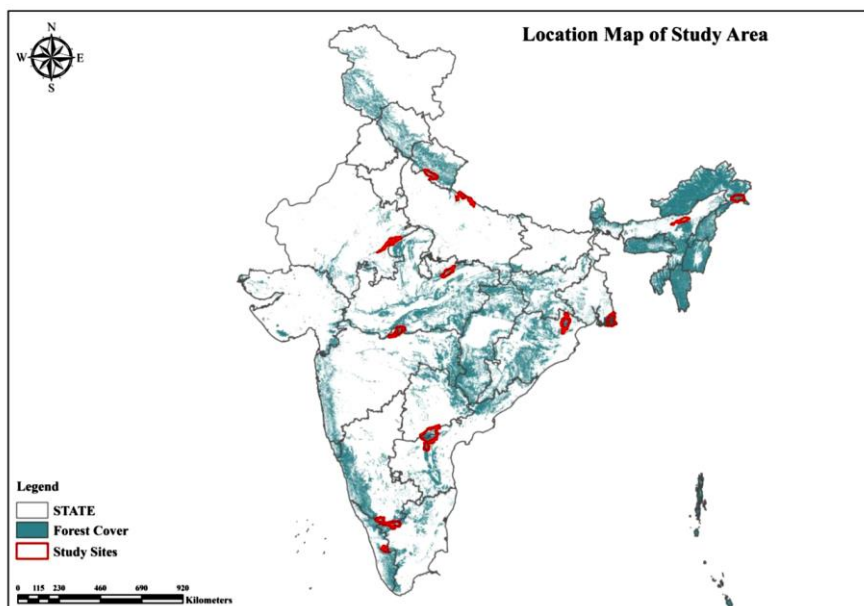 Location Map of Study Area
N
W E
S
Legend
STATE
Forest Cover
Study Sites
0 115 230 460 690 920
Kilometers